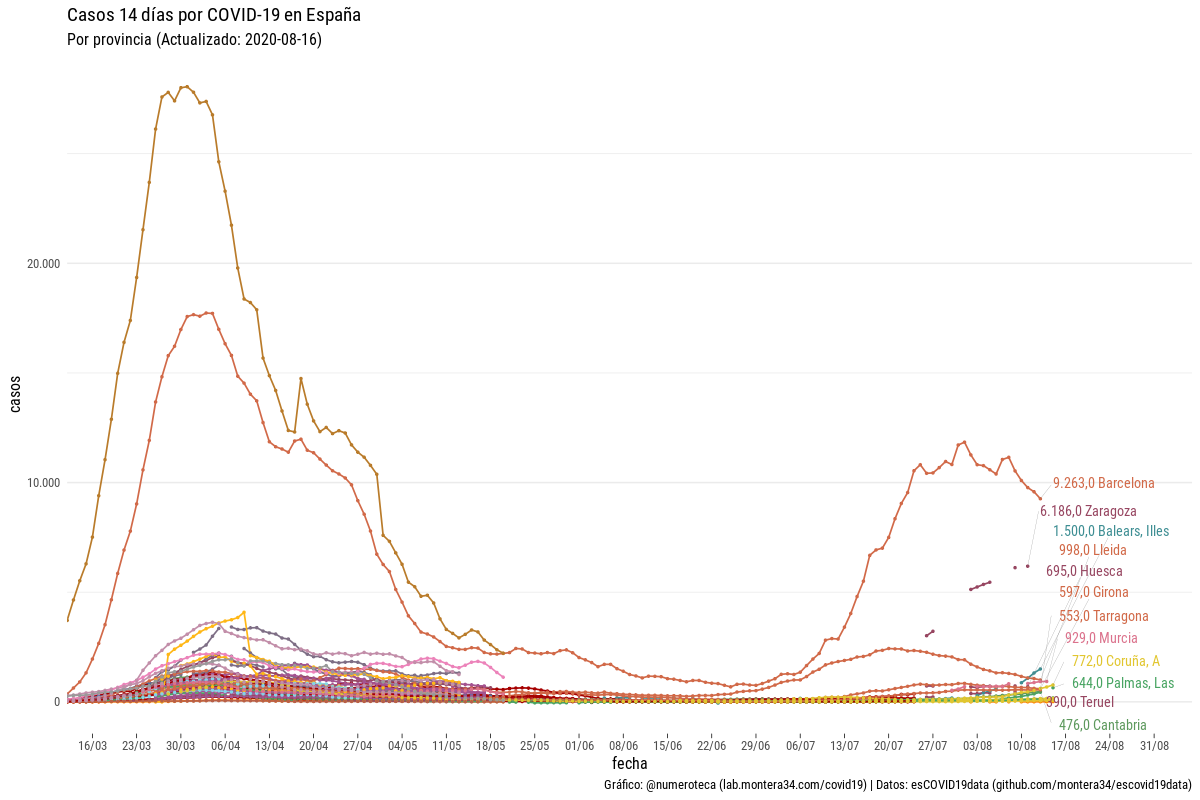 Casos 14 días por COVID-19 en España
Por provincia (Actualizado: 2020-08-16)
casos
20.000
10.000
0
9.263,0 Barcelona
6.186,0 Zaragoza
1.500,0 Balears, Illes
998,0 Lleida
695,0 Huesca
597,0 Girona
553,0 Tarragona
929,0 Murcia
772,0 Coruña, A
644,0 Palmas, Las
390,0 Teruel
476,0 Cantabria
16/03 23/03 30/03 06/04 13/04 20/04 27/04 04/05 11/05 18/05 25/05 01/06 08/06 15/06 22/06 29/06 06/07 13/07 20/07 27/07 03/08 10/08 17/08 24/08 31/08
fecha
Gráfico: @numeroteca (lab.montera34.com/covid19) | Datos: esCOVID19data (github.com/montera34/escovid19data)